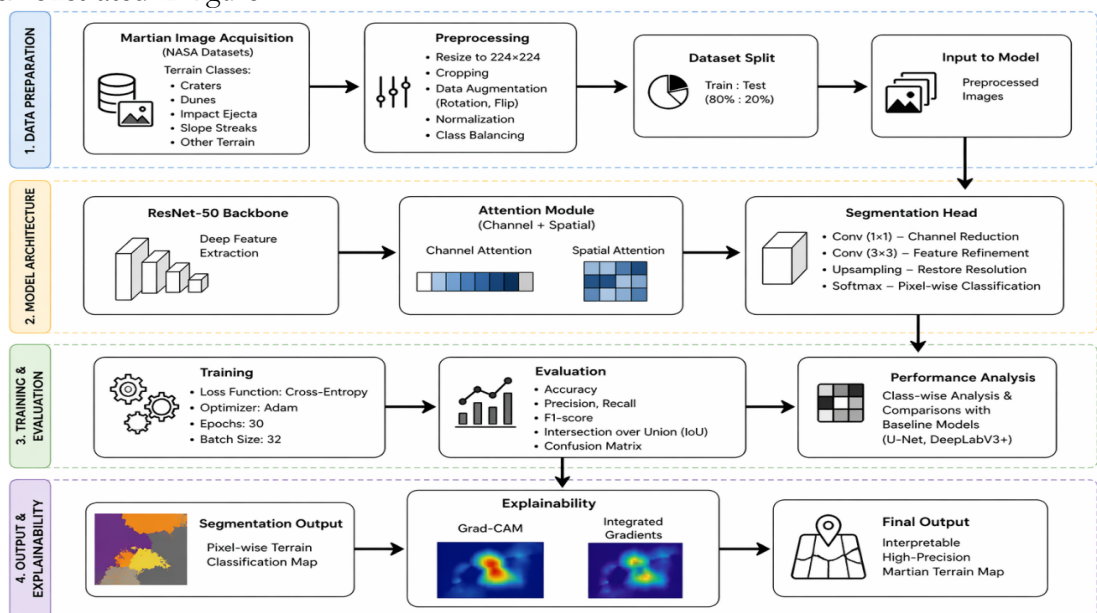 1. DATA PREPARATION
Martian Image Acquisition
(NASA Datasets)
Terrain Classes:
• Craters
• Dunes
• Impact Ejecta
• Slope Streaks
• Other Terrain
Preprocessing
• Resize to 224×224
• Cropping
• Data Augmentation
(Rotation, Flip)
• Normalization
• Class Balancing
Dataset Split
Train : Test
(80% : 20%)
Input to Model
Preprocessed
Images
2. MODEL ARCHITECTURE
ResNet-50 Backbone
Deep Feature
Extraction
Attention Module
(Channel + Spatial)
Channel Attention
Spatial Attention
Segmentation Head
• Conv (1×1) – Channel Reduction
• Conv (3×3) – Feature Refinement
• Upsampling – Restore Resolution
• Softmax – Pixel-wise Classification
3. TRAINING &
EVALUATION
Training
• Loss Function: Cross-Entropy
• Optimizer: Adam
• Epochs: 30
• Batch Size: 32
Evaluation
• Accuracy
• Precision, Recall
• F1-score
• Intersection over Union (IoU)
• Confusion Matrix
Performance Analysis
Class-wise Analysis &
Comparisons with
Baseline Models
(U-Net, DeepLabV3+)
4. OUTPUT &
EXPLAINABILITY
Segmentation Output
Pixel-wise Terrain
Classification Map
Explainability
Grad-CAM
Integrated
Gradients
Final Output
Interpretable
High-Precision
Martian Terrain Map